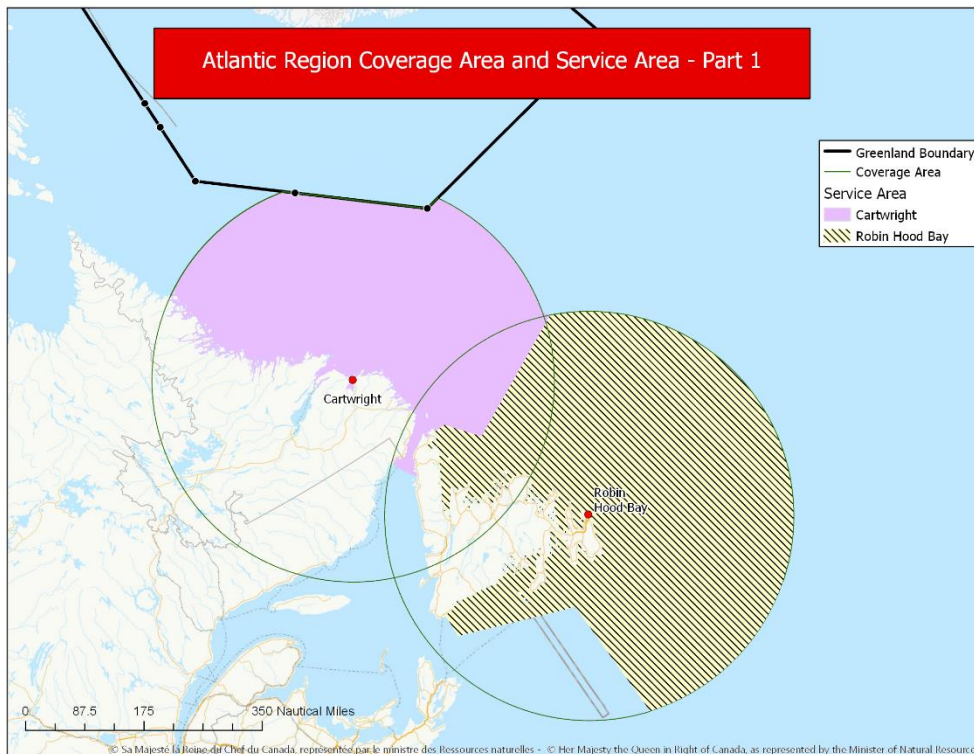 Atlantic Region Coverage Area and Service Area - Part 1
Greenland Boundary
Coverage Area
Service Area
Cartwright
Robin Hood Bay
Cartwright
Robin
Hood Bay
0 87.5 175 350 Nautical Miles
© Sa Majesté la Reine du Chef du Canada, représentée par le ministre des Ressources naturelles - © Her Majesty the Queen in Right of Canada, as represented by the Minister of Natural